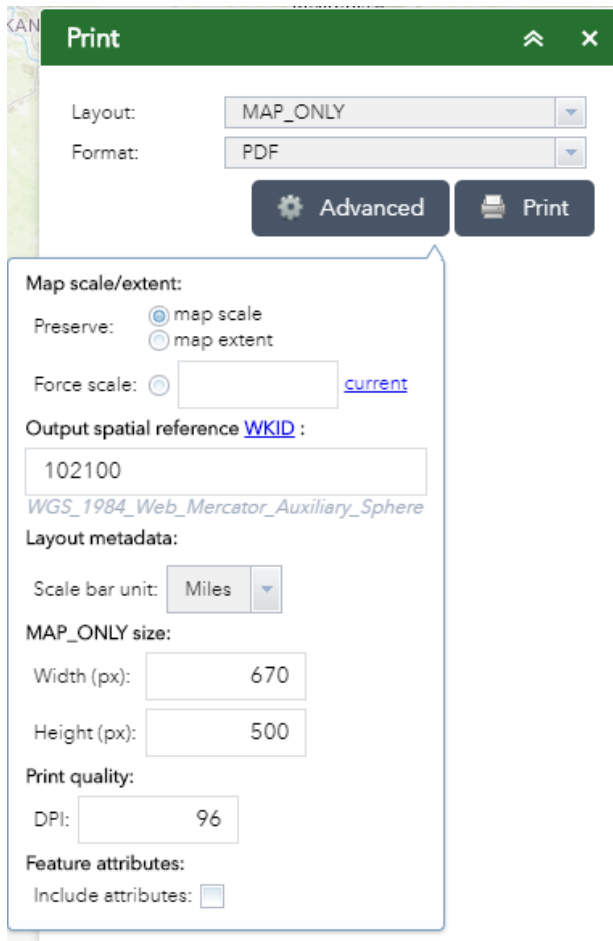 KAN
Print
Layout: MAP_ONLY
Format: PDF
Advanced Print
Map scale/extent:
Preserve: map scale
map extent
Force scale: current
Output spatial reference WKID :
102100
WGS_1984_Web_Mercator_Auxiliary_Sphere
Layout metadata:
Scale bar unit: Miles
MAP_ONLY size:
Width (px): 670
Height (px): 500
Print quality:
DPI: 96
Feature attributes:
Include attributes: